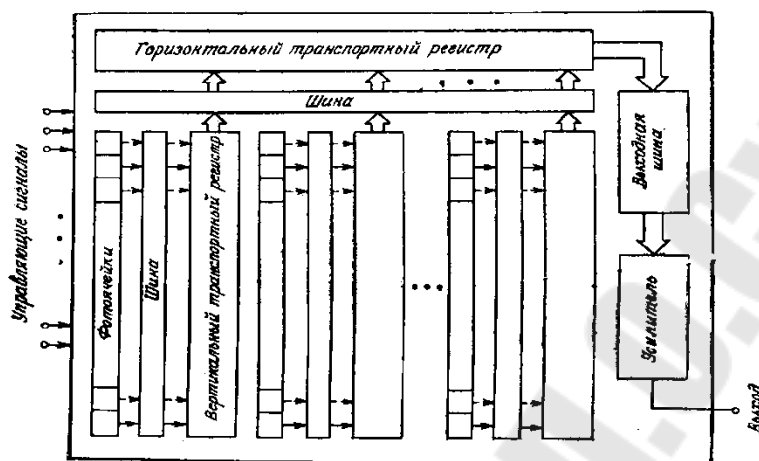 Горизонтальный транспортный регистр
Шина
Управляющие сигналы
Фотоячейки
Шина
Вертикальный транспортный регистр
Выходная шина
Усилитель
Выход